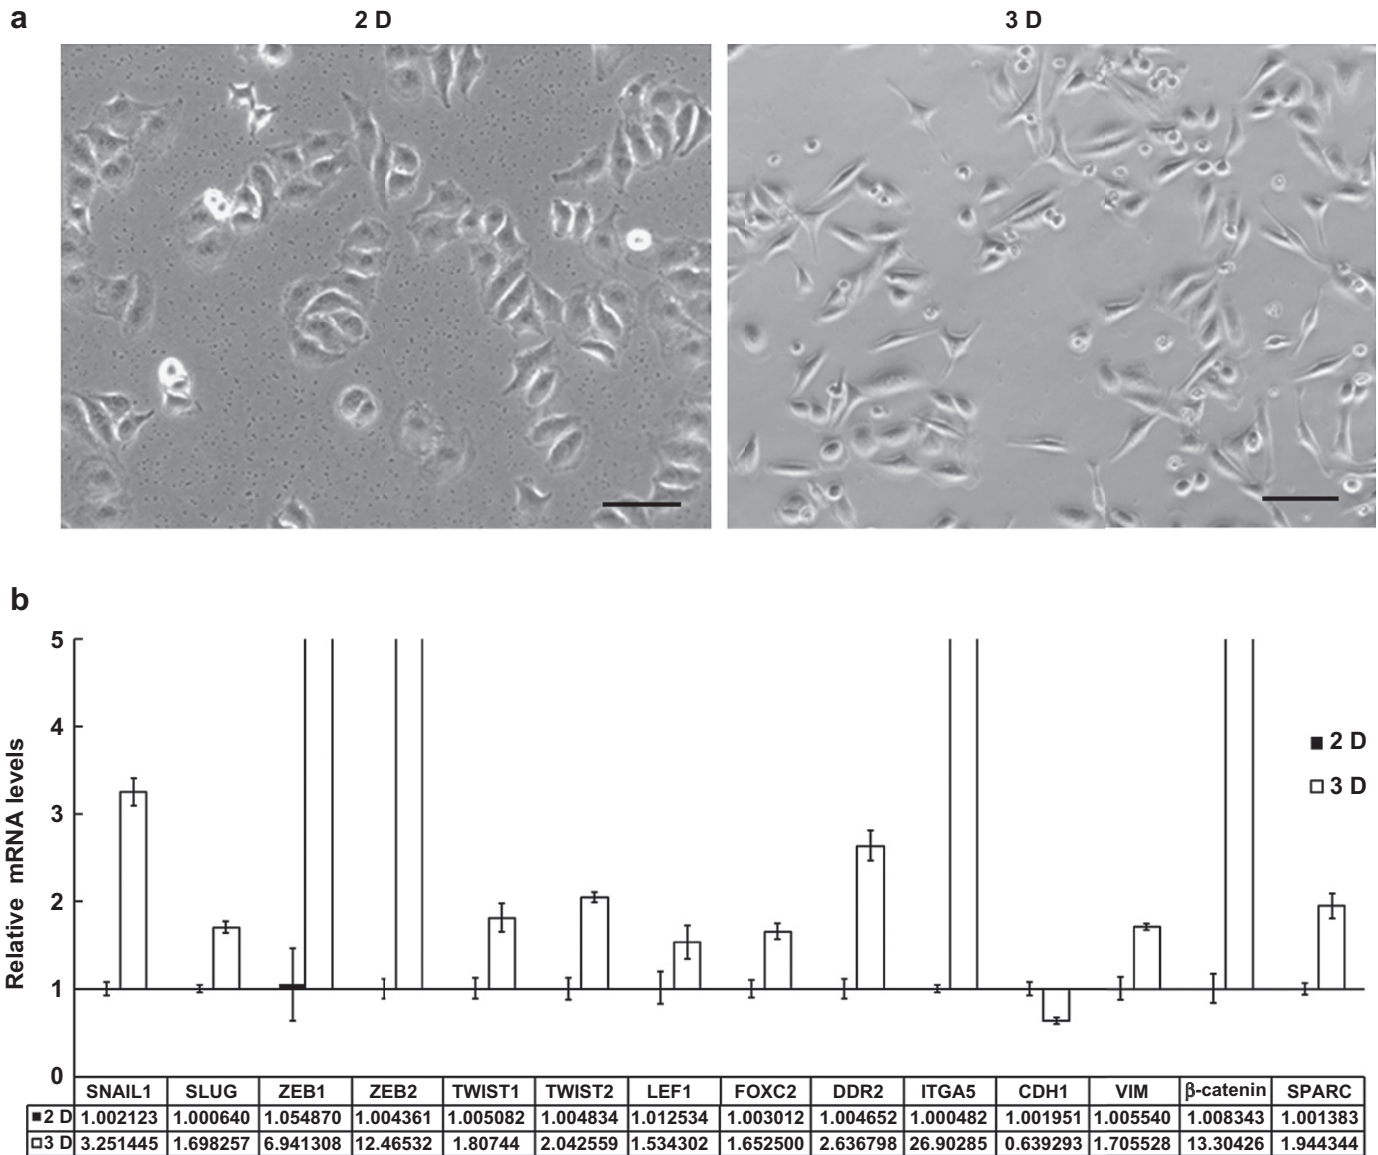 a
2 D
3 D
b
Relative mRNA levels
5
4
3
2
1
0
■ 2 D
□ 3 D
SNAIL1 SLUG ZEB1 ZEB2 TWIST1 TWIST2 LEF1 FOXC2 DDR2 ITGA5 CDH1 VIM β-catenin SPARC
■ 2 D 1.002123 1.000640 1.054870 1.004361 1.005082 1.004834 1.012534 1.003012 1.004652 1.000482 1.001951 1.005540 1.008343 1.001383
□ 3 D 3.251445 1.698257 6.941308 12.46532 1.80744 2.042559 1.534302 1.652500 2.636798 26.90285 0.639293 1.705528 13.30426 1.944344